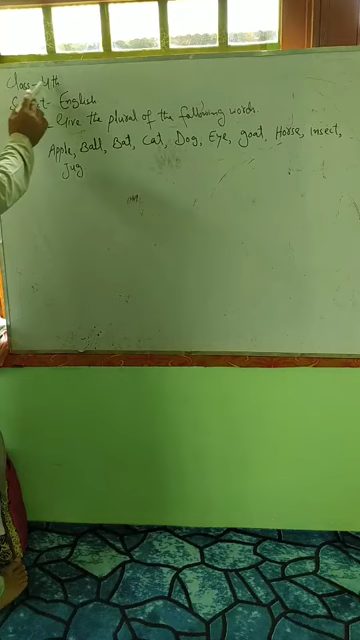 Class- 4th
- English
Give the plural of the following words.
Apple, Ball, Bat, Cat, Dog, Eye, goat, Horse, insect,
Jug